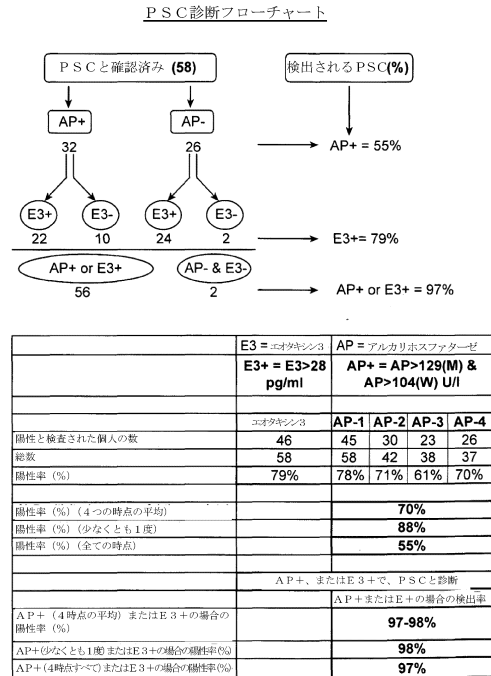 ＰＳＣ診断フローチャート
ＰＳＣと確認済み (58)
検出されるPSC(%)
AP+ AP-
32 26 AP+ = 55%
E3+ E3- E3+ E3-
22 10 24 2 E3+= 79%
AP+ or E3+ AP- & E3-
56 2 AP+ or E3+ = 97%
E3 = エオタキシン3 AP = アルカリホスファターゼ
E3+ = E3>28 AP+ = AP>129(M) &
pg/ml AP>104(W) U/l
エオタキシン3 AP-1 AP-2 AP-3 AP-4
陽性と検査された個人の数 46 45 30 23 26
総数 58 58 42 38 37
陽性率 (%) 79% 78% 71% 61% 70%
陽性率 (%) (４つの時点の平均) 70%
陽性率 (%) (少なくとも１度) 88%
陽性率 (%) (全ての時点) 55%
AP＋、またはE３＋で、ＰＳＣと診断
AP＋またはE＋の場合の検出率
AP＋ (４時点の平均) またはE３＋の場合の
陽性率 (%) 97-98%
AP＋(少なくとも１度) またはE３＋の場合の陽性率(%) 98%
AP＋(４時点すべて) またはE３＋の場合の陽性率(%) 97%